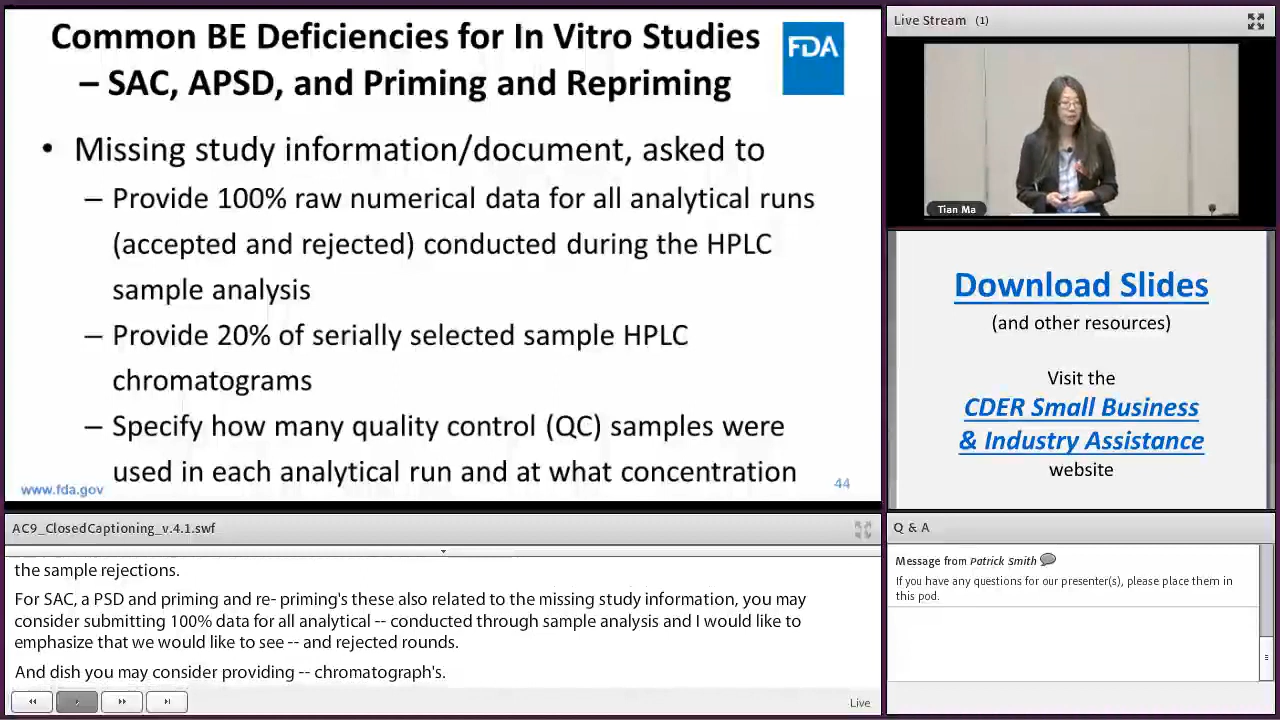 Common BE Deficiencies for In Vitro Studies
– SAC, APSD, and Priming and Repriming
FDA
• Missing study information/document, asked to
– Provide 100% raw numerical data for all analytical runs
(accepted and rejected) conducted during the HPLC
sample analysis
– Provide 20% of serially selected sample HPLC
chromatograms
– Specify how many quality control (QC) samples were
used in each analytical run and at what concentration
www.fda.gov
44
Live Stream (1)
Tian Ma
Download Slides
(and other resources)
Visit the
CDER Small Business
& Industry Assistance
website
AC9_ClosedCaptioning_v.4.1.swf
the sample rejections.
For SAC, a PSD and priming and re- priming's these also related to the missing study information, you may
consider submitting 100% data for all analytical -- conducted through sample analysis and I would like to
emphasize that we would like to see -- and rejected rounds.
And dish you may consider providing -- chromatograph's.
Live
Q & A
Message from Patrick Smith
If you have any questions for our presenter(s), please place them in
this pod.